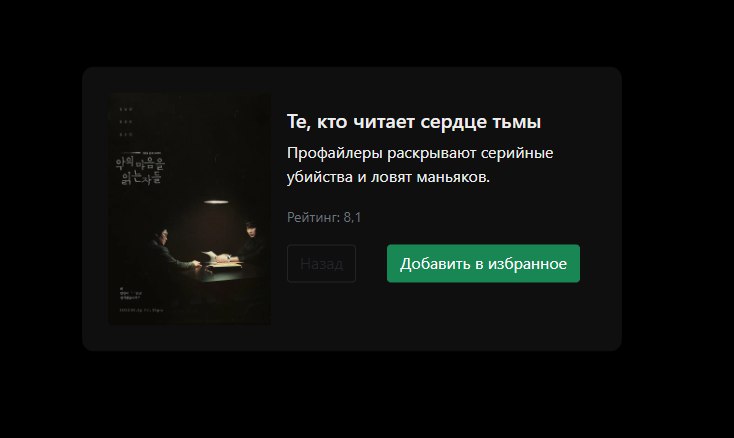 악의 마음을
읽는 자들
Те, кто читает сердце тьмы
Профайлеры раскрывают серийные
убийства и ловят маньяков.
Рейтинг: 8,1
Назад
Добавить в избранное